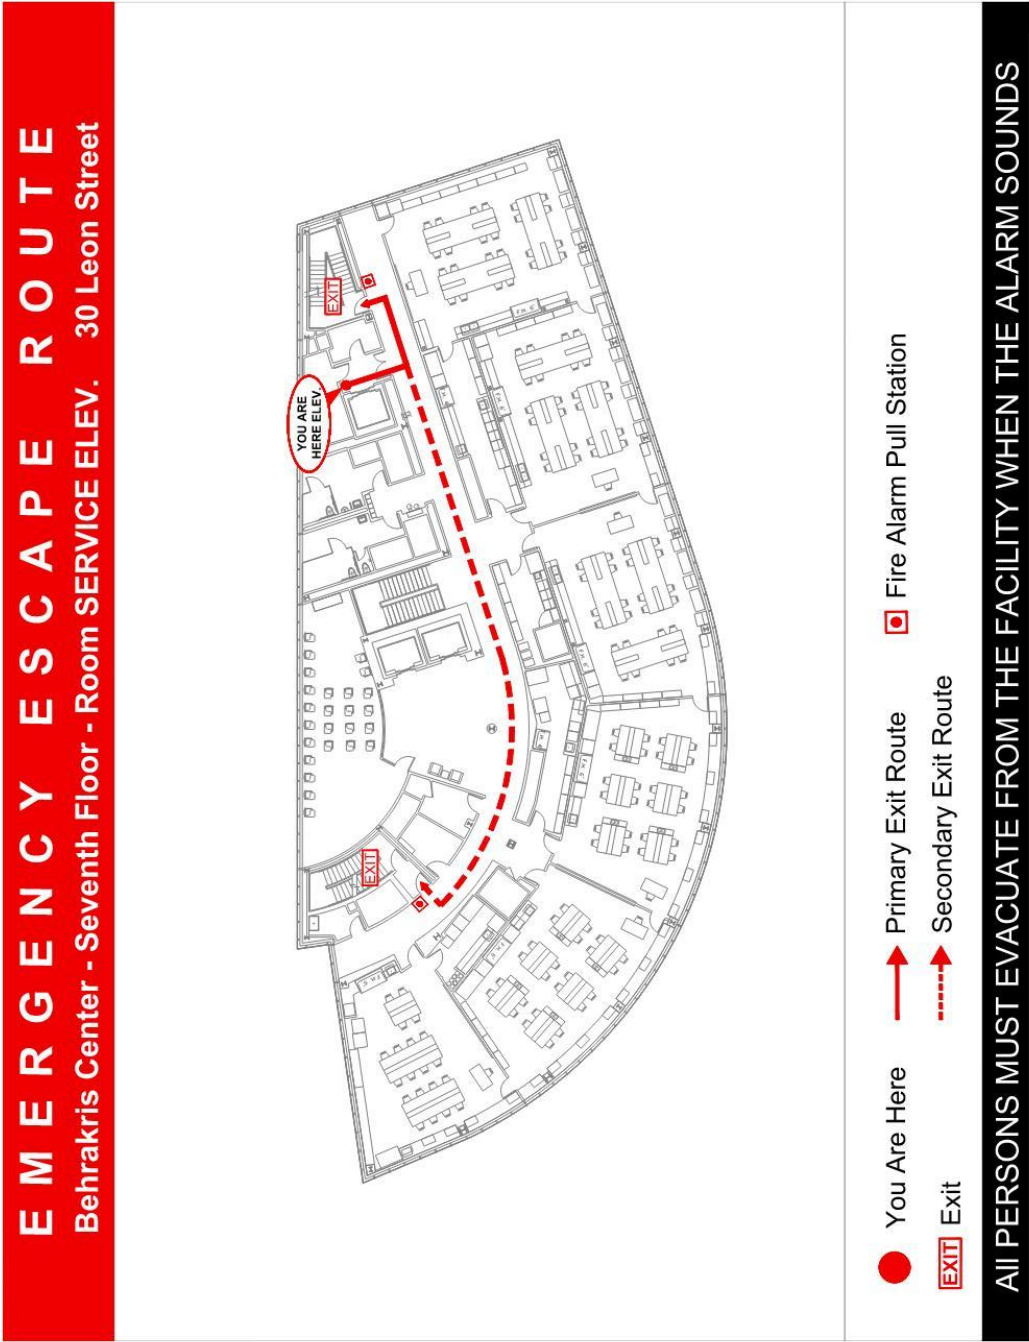 EMERGENCY ESCAPE ROUTE
Behrakris Center - Seventh Floor - Room SERVICE ELEV. 30 Leon Street
YOU ARE
HERE ELEV.
EXIT
EXIT
You Are Here
Primary Exit Route
Fire Alarm Pull Station
EXIT Exit
Secondary Exit Route
All PERSONS MUST EVACUATE FROM THE FACILITY WHEN THE ALARM SOUNDS